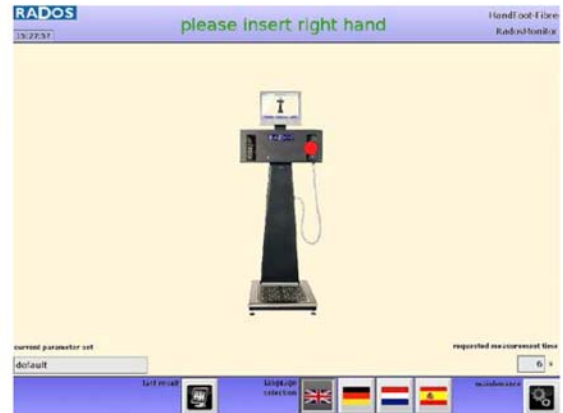 RADOS
please insert right hand
HandFoot-Fibre
RadosMonitor
15:27:57
current parameter set
default
requested measurement time
6 s
last result
language
selection
maintenance